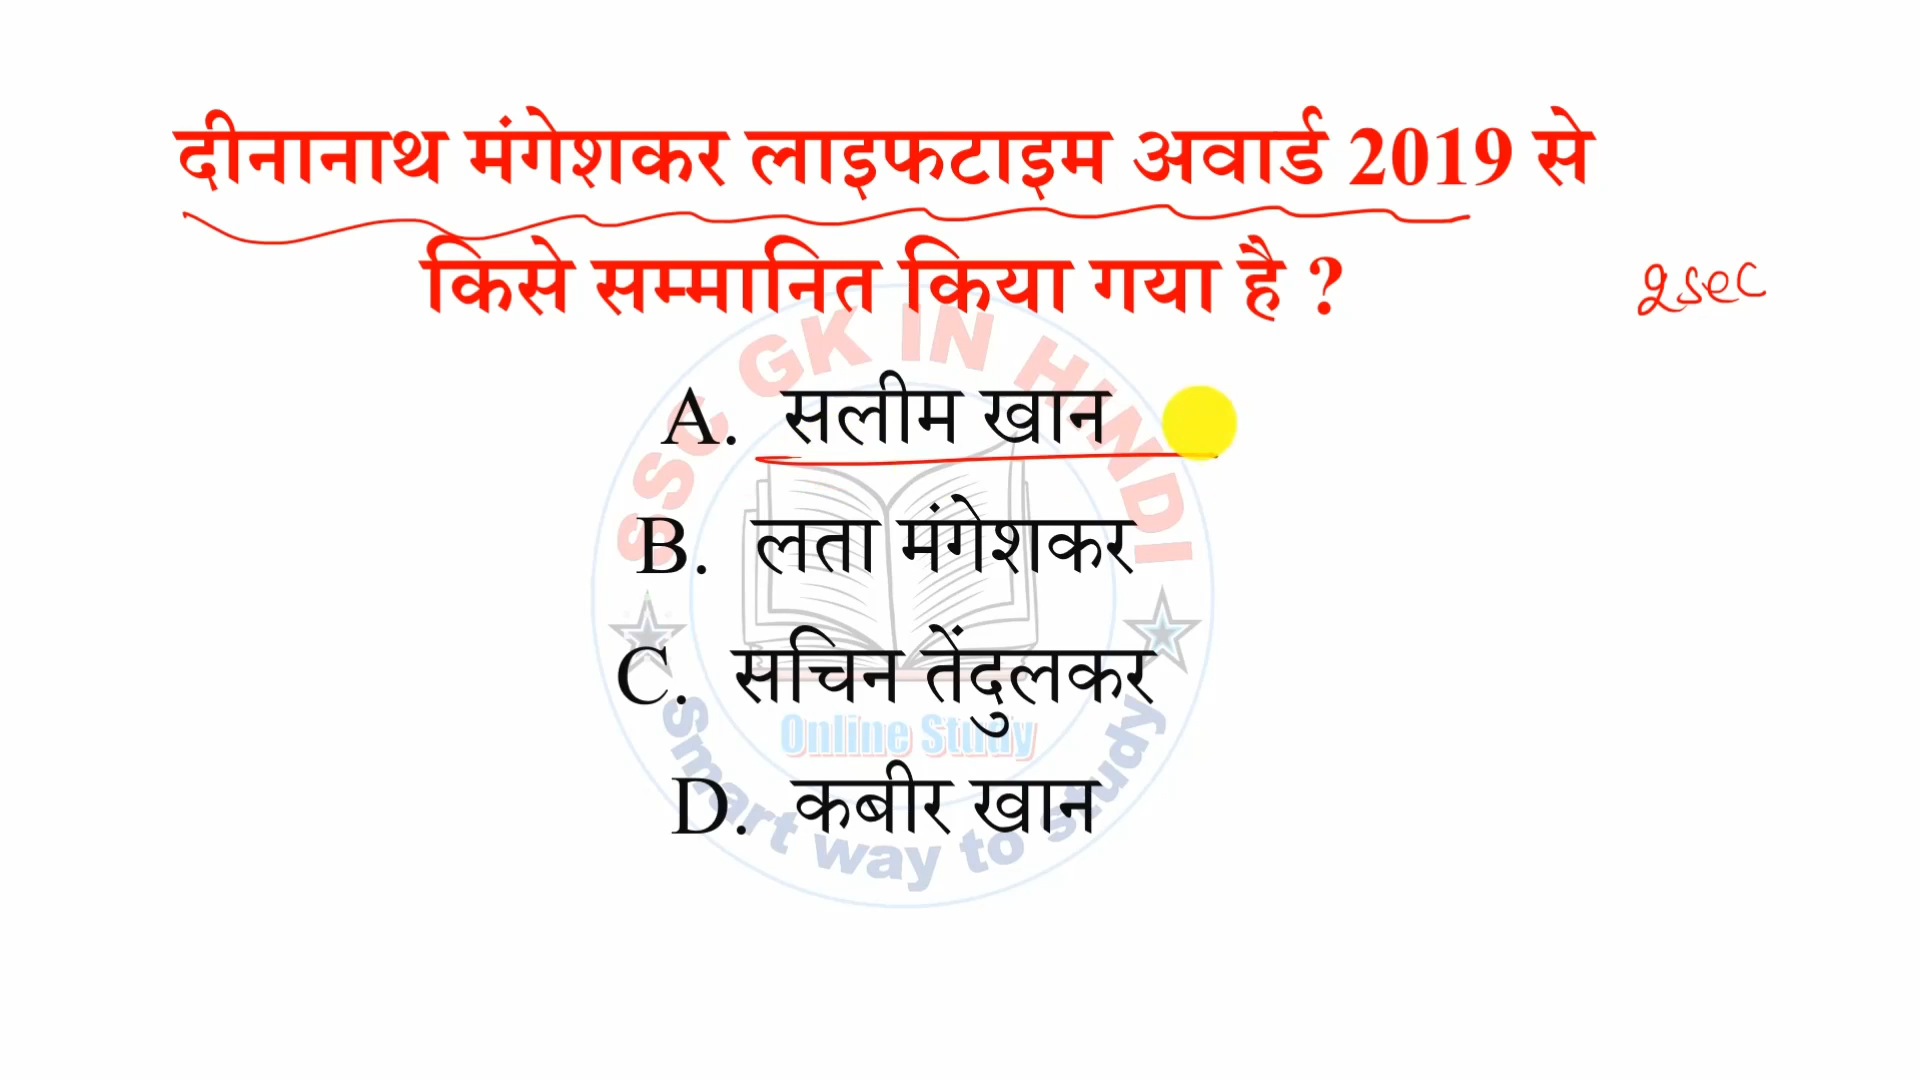 दीनानाथ मंगेशकर लाइफटाइम अवार्ड 2019 से
किसे सम्मानित किया गया है ?
2sec
A. सलीम खान
B. लता मंगेशकर
C. सचिन तेंदुलकर
D. कबीर खान
SSC GK IN HINDI
Online Study
Smart way to study